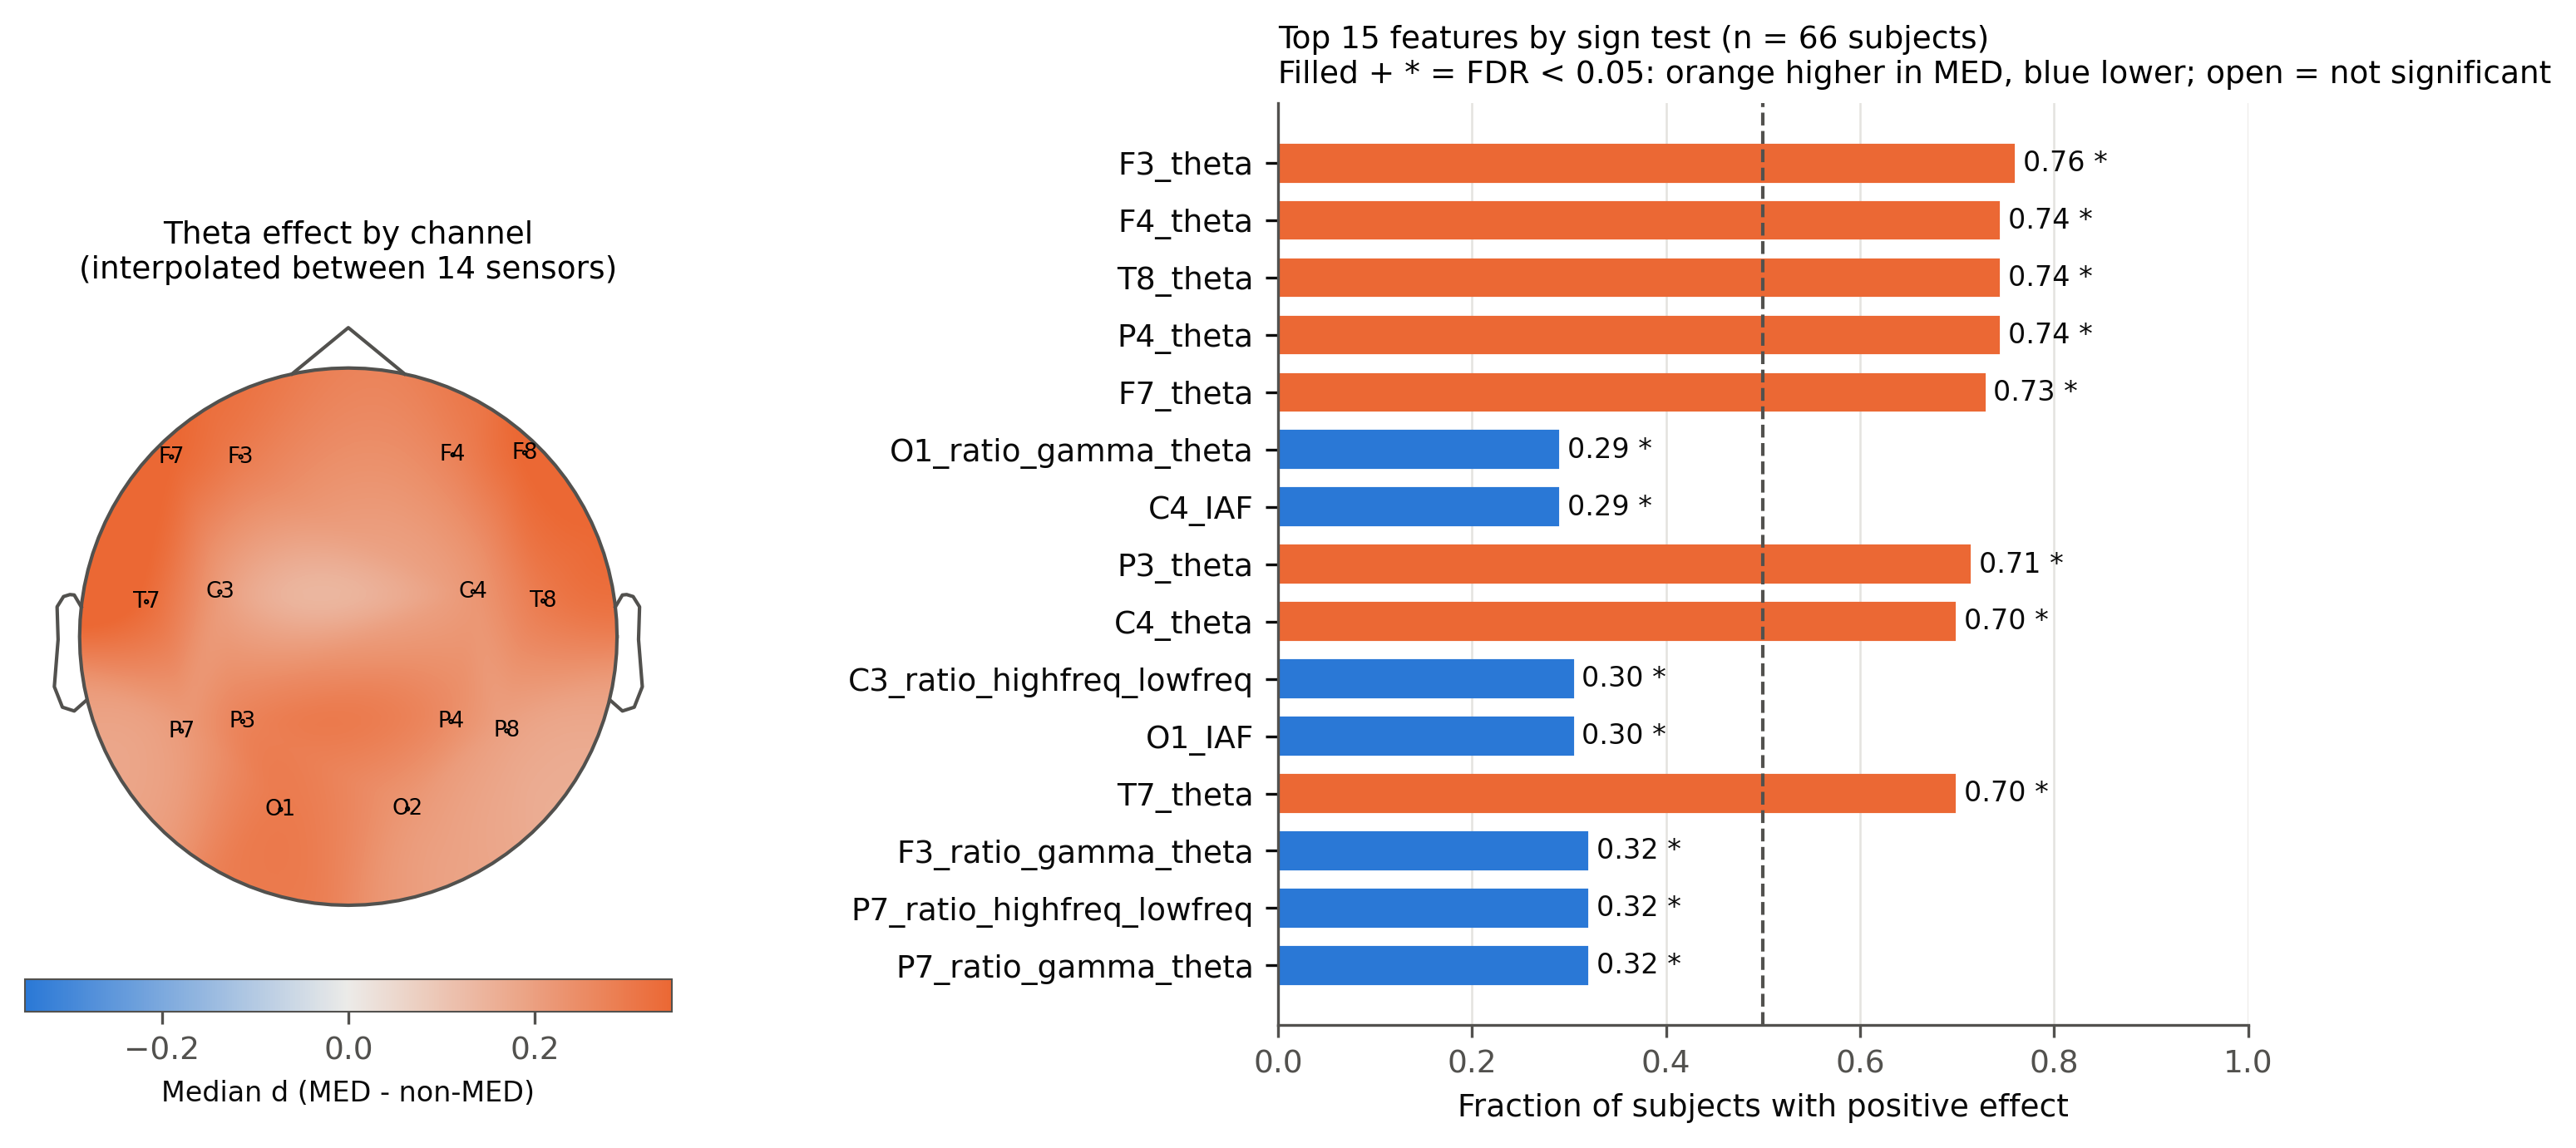 Theta effect by channel
(interpolated between 14 sensors)
F7 F3 F4 F8
T7 C3 C4 T8
P7 P3 P4 P8
O1 O2
−0.2 0.0 0.2
Median d (MED - non-MED)
Top 15 features by sign test (n = 66 subjects)
Filled + * = FDR < 0.05: orange higher in MED, blue lower; open = not significant
F3_theta 0.76 *
F4_theta 0.74 *
T8_theta 0.74 *
P4_theta 0.74 *
F7_theta 0.73 *
O1_ratio_gamma_theta 0.29 *
C4_IAF 0.29 *
P3_theta 0.71 *
C4_theta 0.70 *
C3_ratio_highfreq_lowfreq 0.30 *
O1_IAF 0.30 *
T7_theta 0.70 *
F3_ratio_gamma_theta 0.32 *
P7_ratio_highfreq_lowfreq 0.32 *
P7_ratio_gamma_theta 0.32 *
0.0 0.2 0.4 0.6 0.8 1.0
Fraction of subjects with positive effect